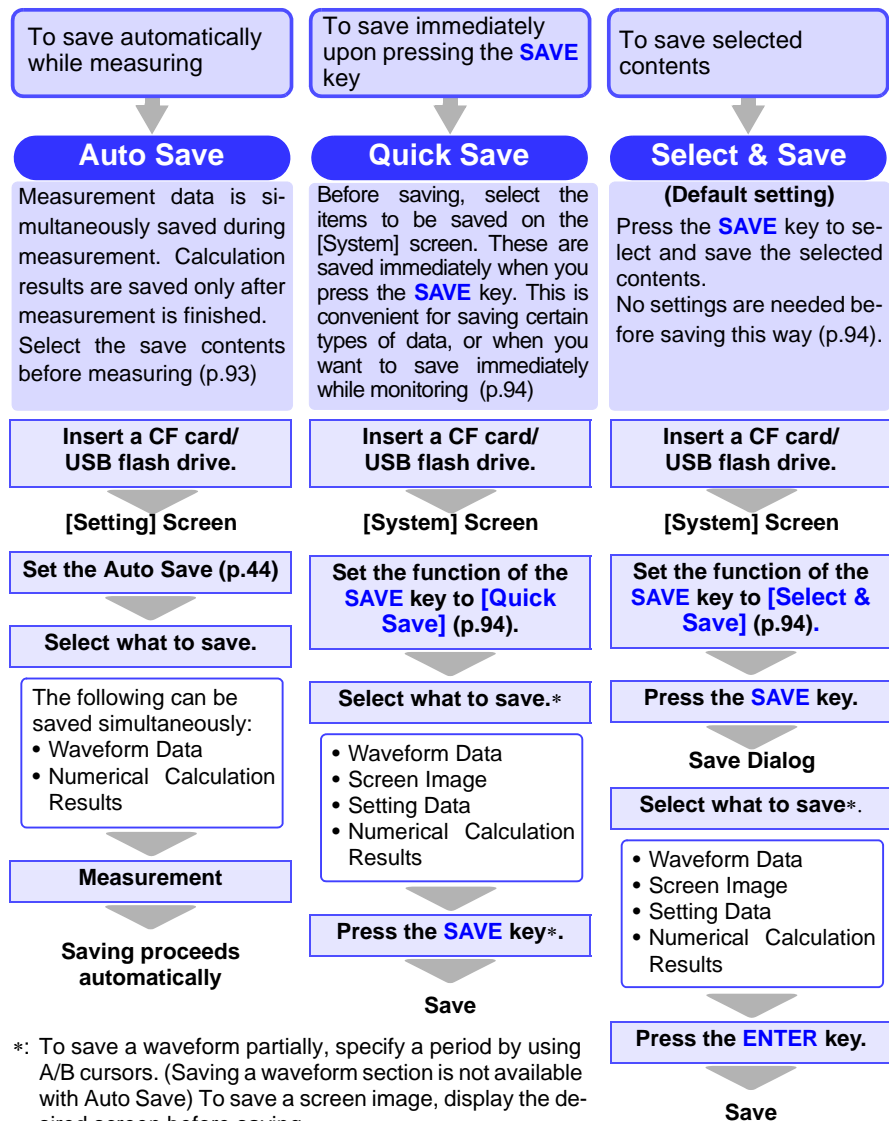 To save automatically
while measuring
Auto Save
Measurement data is si-
multaneously saved during
measurement. Calculation
results are saved only after
measurement is finished.
Select the save contents
before measuring (p.93)
Insert a CF card/
USB flash drive.
[Setting] Screen
Set the Auto Save (p.44)
Select what to save.
The following can be
saved simultaneously:
• Waveform Data
• Numerical Calculation
Results
Measurement
Saving proceeds
automatically
To save immediately
upon pressing the SAVE
key
Quick Save
Before saving, select the
items to be saved on the
[System] screen. These are
saved immediately when you
press the SAVE key. This is
convenient for saving certain
types of data, or when you
want to save immediately
while monitoring (p.94)
Insert a CF card/
USB flash drive.
[System] Screen
Set the function of the
SAVE key to [Quick
Save] (p.94).
Select what to save.*
• Waveform Data
• Screen Image
• Setting Data
• Numerical Calculation
Results
Press the SAVE key*.
Save
To save selected
contents
Select & Save
(Default setting)
Press the SAVE key to se-
lect and save the selected
contents.
No settings are needed be-
fore saving this way (p.94).
Insert a CF card/
USB flash drive.
[System] Screen
Set the function of the
SAVE key to [Select &
Save] (p.94).
Press the SAVE key.
Save Dialog
Select what to save*.
• Waveform Data
• Screen Image
• Setting Data
• Numerical Calculation
Results
Press the ENTER key.
Save
*: To save a waveform partially, specify a period by using
A/B cursors. (Saving a waveform section is not available
with Auto Save) To save a screen image, display the de-
sired screen before saving.